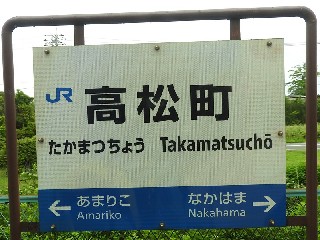 JR 高松町
たかまつちょう Takamatsuchō
← あまりこ なかはま →
Amariko Nakahama